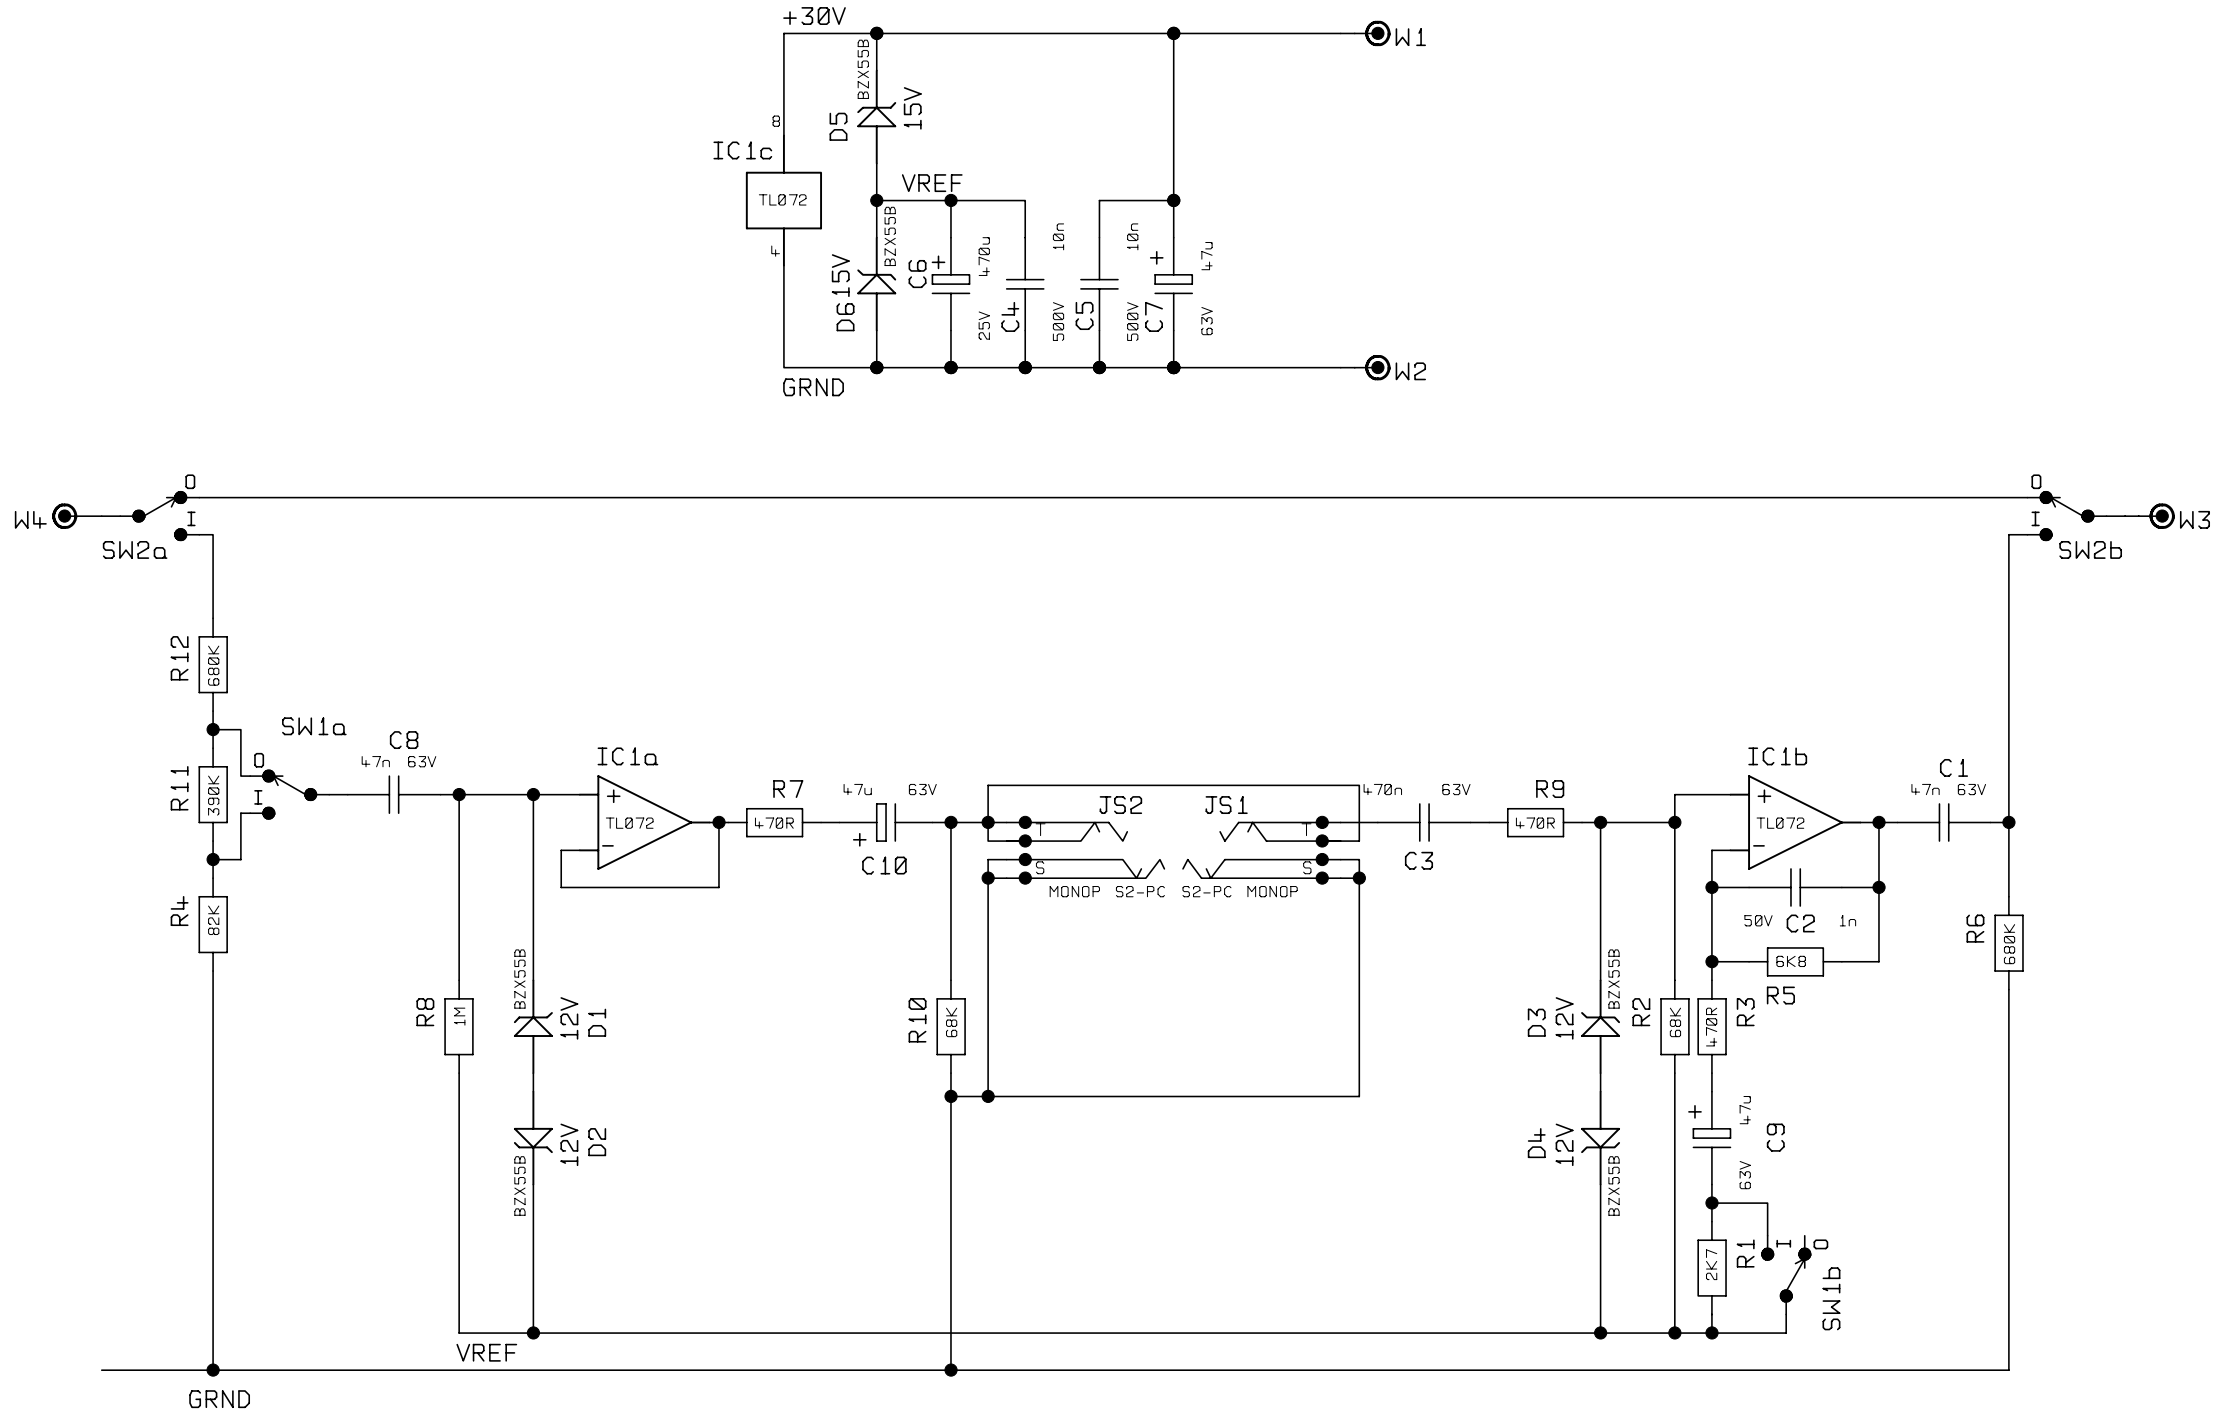 +30V
W1
BZX55B
D5
15V
8
IC1c
TL072
4
VREF
BZX55B
D6
15V
C6
+
470u
25V
C4
10n
500V
C5
10n
500V
C7
+
47u
63V
GRND
W2
W4
O
I
SW2a
O
I
SW2b
W3
R12
680K
R11
390K
R4
82K
SW1a
O
I
C8
47n 63V
IC1a
+
TL072
-
R7
470R
47u 63V
+
C10
JS2
T
S
MONOP S2-PC
JS1
T
S
S2-PC MONOP
470n 63V
C3
R9
470R
IC1b
+
TL072
-
C1
47n 63V
50V C2 1n
6K8
R5
R6
680K
R8
1M
BZX55B
12V
D1
12V
D2
BZX55B
R10
68K
D3
12V
BZX55B
D4
12V
BZX55B
R2
68K
470R
R3
+
47u
C9
63V
2K7
R1
I
O
SW1b
VREF
GRND